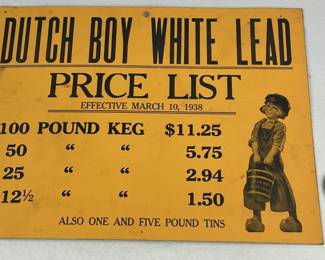 DUTCH BOY WHITE LEAD
PRICE LIST
EFFECTIVE MARCH 10, 1938
100 POUND KEG $11.25
50 " " 5.75
25 " " 2.94
12½ " " 1.50
ALSO ONE AND FIVE POUND TINS